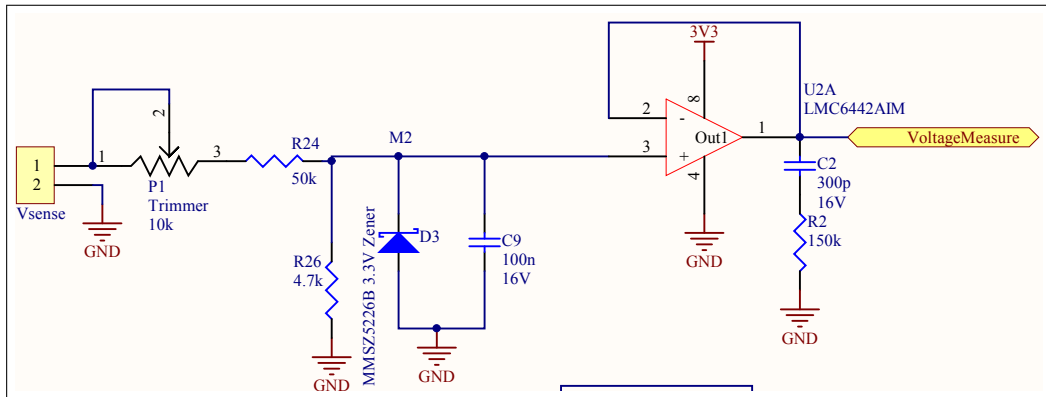 3V3
8
U2A
LMC6442AIM
2
-
Out1
1
VoltageMeasure
3
+
4
GND
C2
300p
16V
R2
150k
GND
1
2
Vsense
GND
1
2
3
P1
Trimmer
10k
R24
50k
M2
R26
4.7k
GND
MMSZ5226B 3.3V Zener
D3
C9
100n
16V
GND